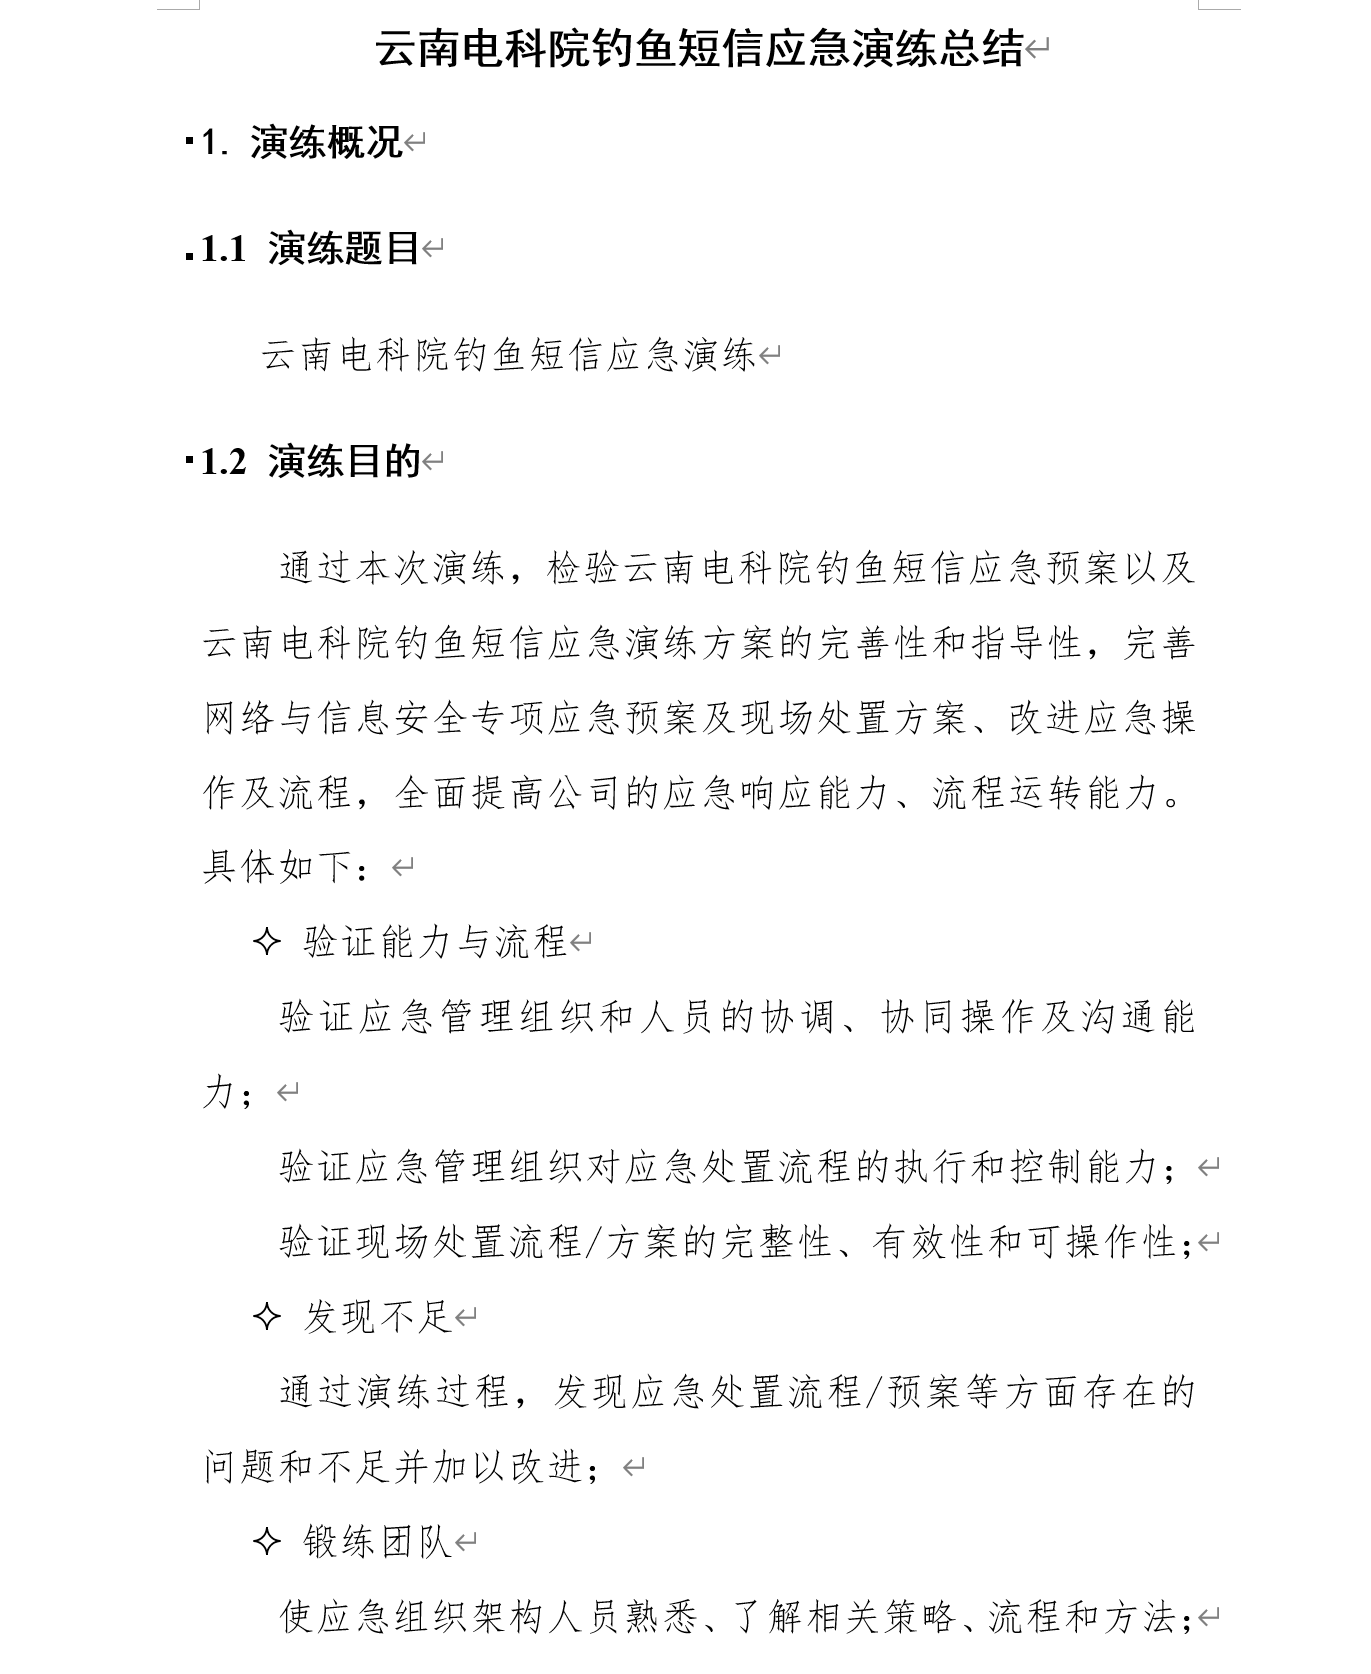 云南电科院钓鱼短信应急演练总结
1. 演练概况
1.1 演练题目
云南电科院钓鱼短信应急演练
1.2 演练目的
通过本次演练，检验云南电科院钓鱼短信应急预案以及
云南电科院钓鱼短信应急演练方案的完善性和指导性，完善
网络与信息安全专项应急预案及现场处置方案、改进应急操
作及流程，全面提高公司的应急响应能力、流程运转能力。
具体如下：
✧ 验证能力与流程
验证应急管理组织和人员的协调、协同操作及沟通能
力；
验证应急管理组织对应急处置流程的执行和控制能力；
验证现场处置流程/方案的完整性、有效性和可操作性；
✧ 发现不足
通过演练过程，发现应急处置流程/预案等方面存在的
问题和不足并加以改进；
✧ 锻练团队
使应急组织架构人员熟悉、了解相关策略、流程和方法；